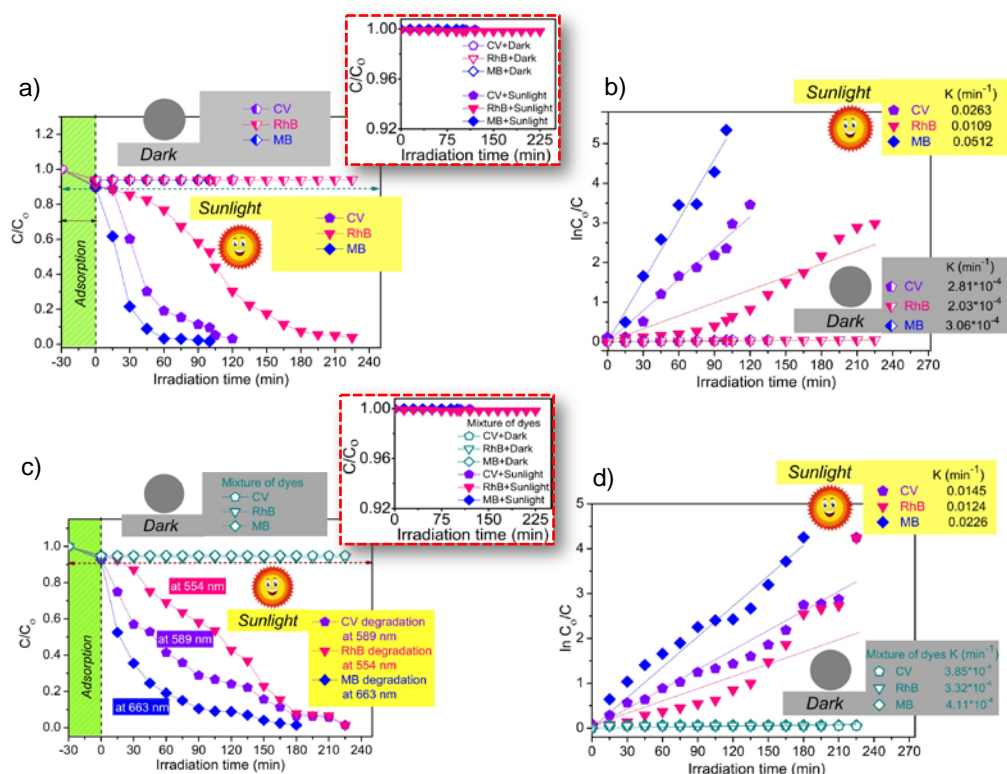 a)
Dark
CV
RhB
MB
Sunlight
CV
RhB
MB
Adsorption
C/Co
1.2
1.0
0.8
0.6
0.4
0.2
0.0
-30 0 30 60 90 120 150 180 210 240
Irradiation time (min)
C/Co
1.00
0.96
0.92
CV+Dark
RhB+Dark
MB+Dark
CV+Sunlight
RhB+Sunlight
MB+Sunlight
0 75 150 225
Irradiation time (min)
b)
Sunlight
K (min-1)
CV 0.0263
RhB 0.0109
MB 0.0512
lnCo/C
5
4
3
2
1
0
K (min-1)
CV 2.81*10-4
RhB 2.03*10-4
MB 3.06*10-4
Dark
0 30 60 90 120 150 180 210 240 270
Irradiation time (min)
c)
Dark
Mixture of dyes
CV
RhB
MB
at 554 nm
at 589 nm
at 663 nm
Sunlight
CV degradation
at 589 nm
RhB degradation
at 554 nm
MB degradation
at 663 nm
Adsorption
C/Co
1.2
1.0
0.8
0.6
0.4
0.2
0.0
-30 0 30 60 90 120 150 180 210 240
Irradiation time (min)
C/Co
1.00
0.96
0.92
Mixture of dyes
CV+Dark
RhB+Dark
MB+Dark
CV+Sunlight
RhB+Sunlight
MB+Sunlight
0 75 150 225
Irradiation time (min)
d)
Sunlight
K (min-1)
CV 0.0145
RhB 0.0124
MB 0.0226
ln Co/C
5
4
3
2
1
0
Mixture of dyes K (min-1)
CV 3.85*10-4
RhB 3.32*10-4
MB 4.11*10-4
Dark
0 30 60 90 120 150 180 210 240 270
Irradiation time (min)